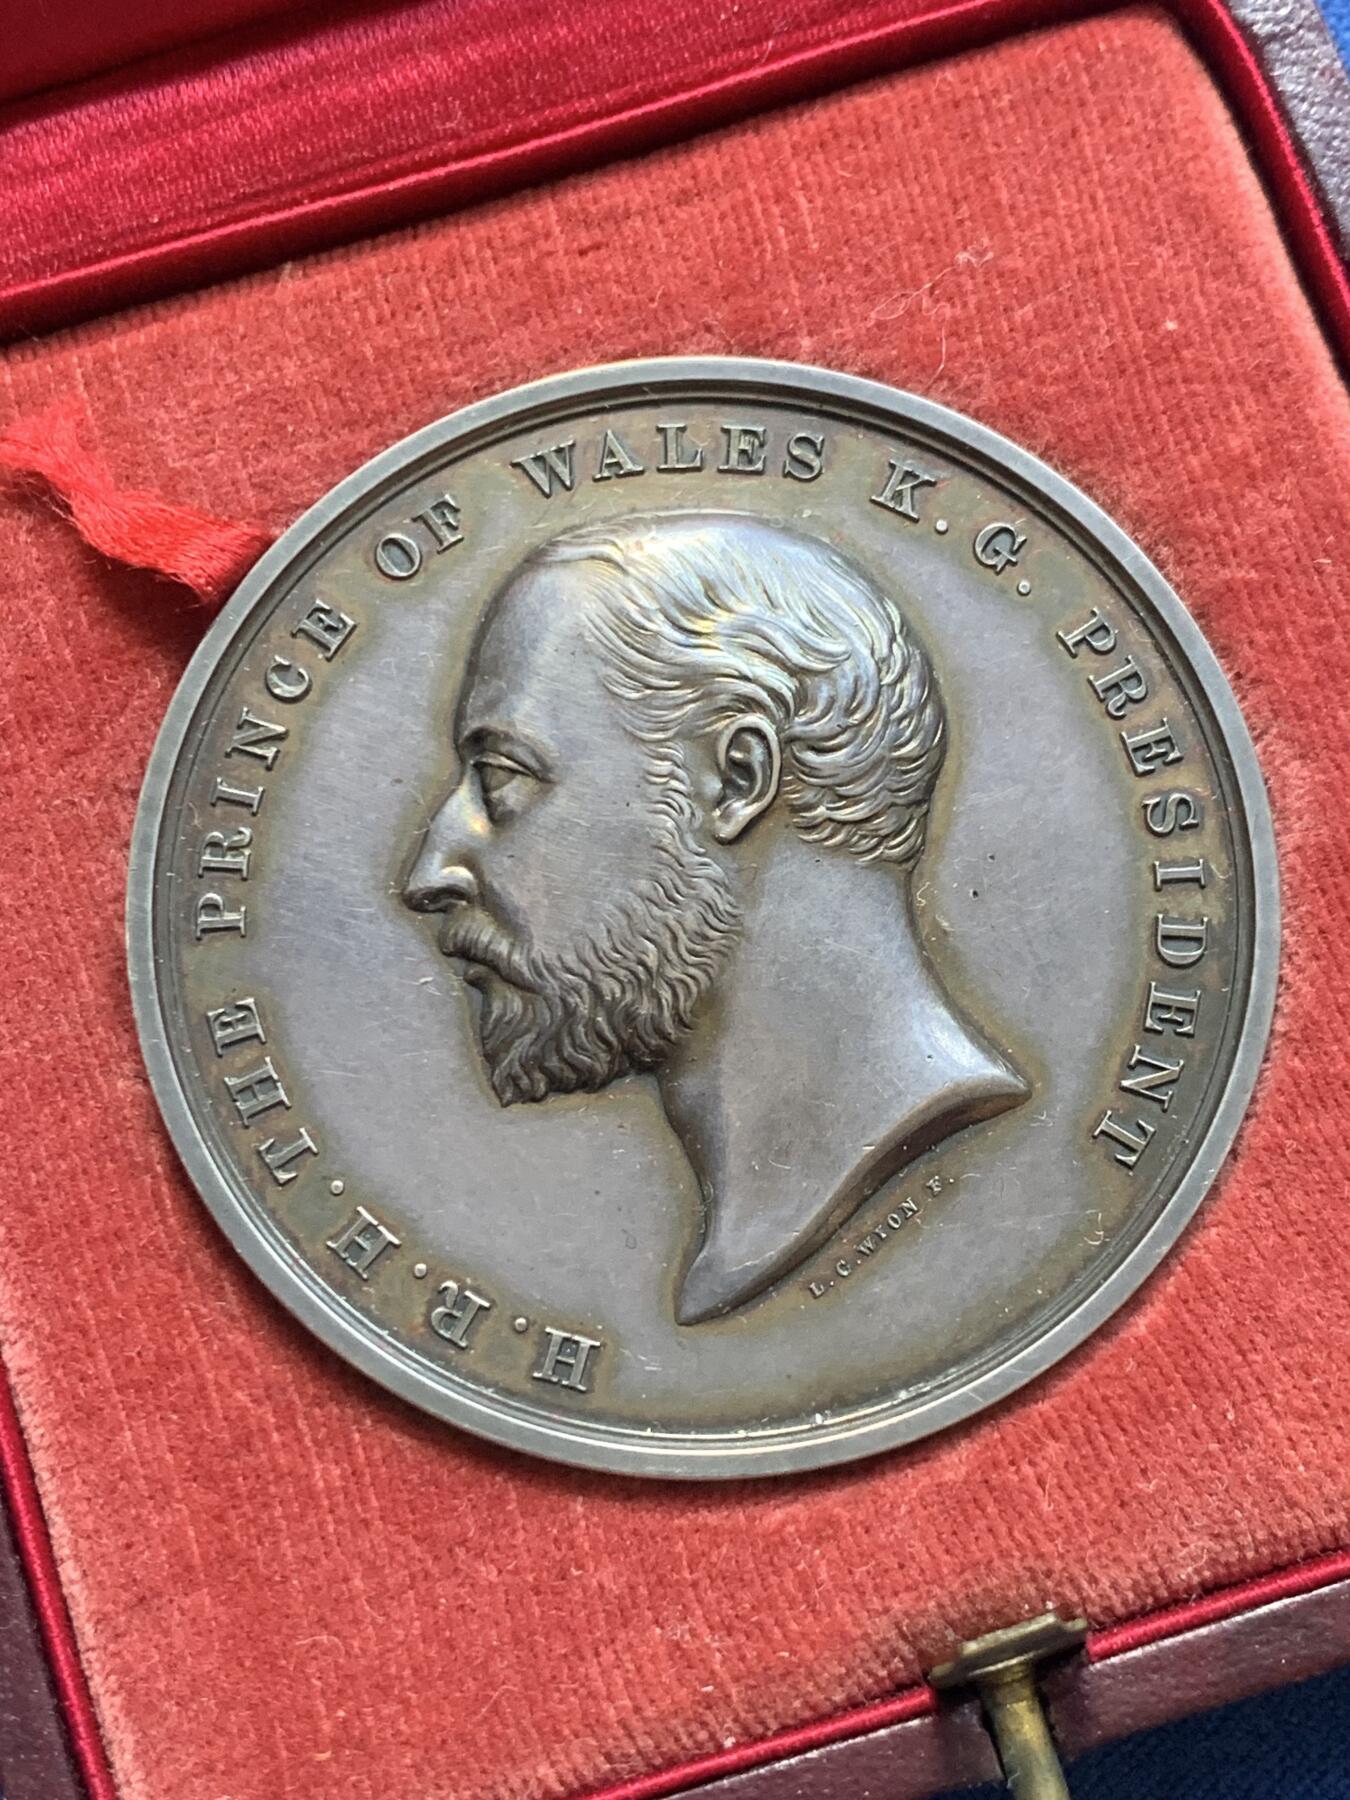 H.R.H. THE PRINCE OF WALES K.G. PRESIDENT
L.C. WYON F.